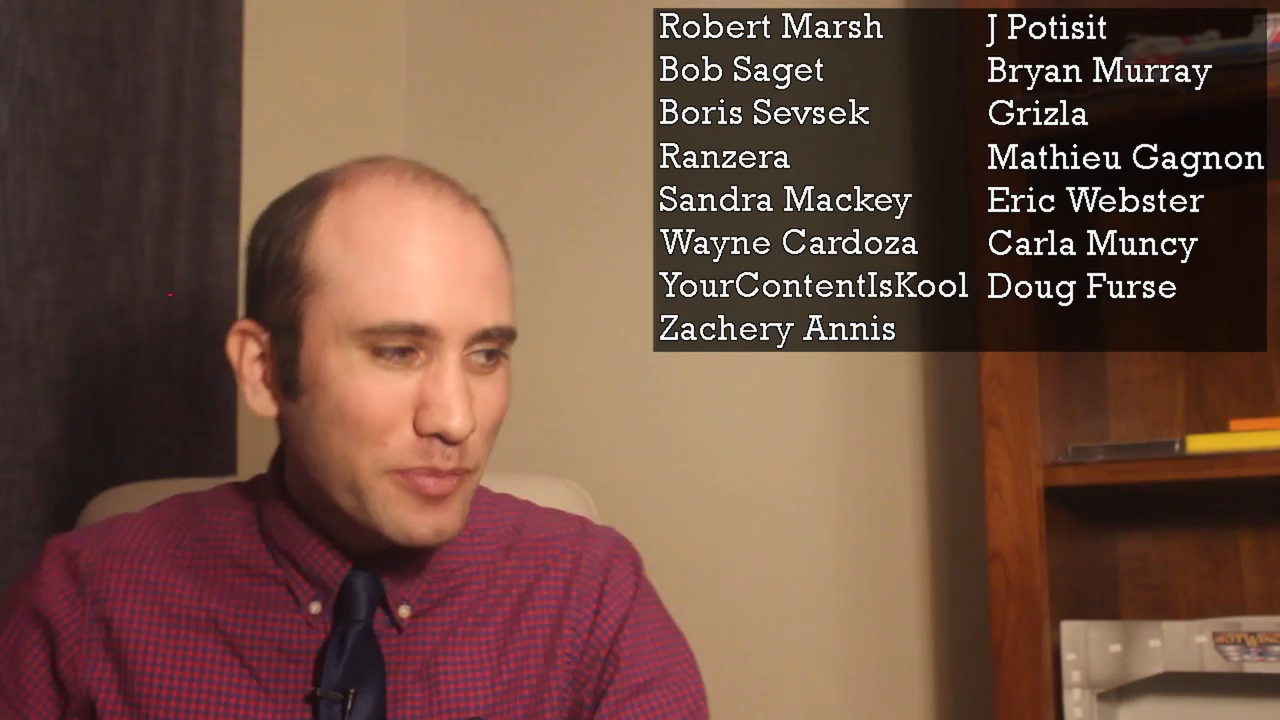 Robert Marsh
Bob Saget
Boris Sevsek
Ranzera
Sandra Mackey
Wayne Cardoza
YourContentIsKool
Zachery Annis
J Potisit
Bryan Murray
Grizla
Mathieu Gagnon
Eric Webster
Carla Muncy
Doug Furse